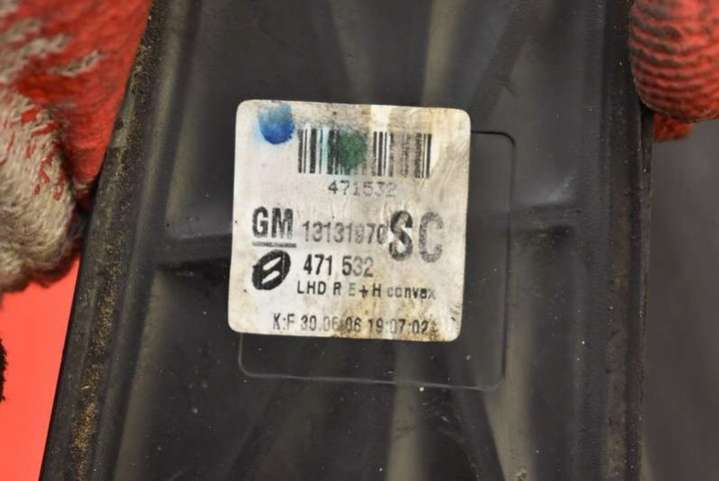 471532
GM 13131970 SC
471 532
LHD R E+H convex
K:F 30.06.06 19:07:02